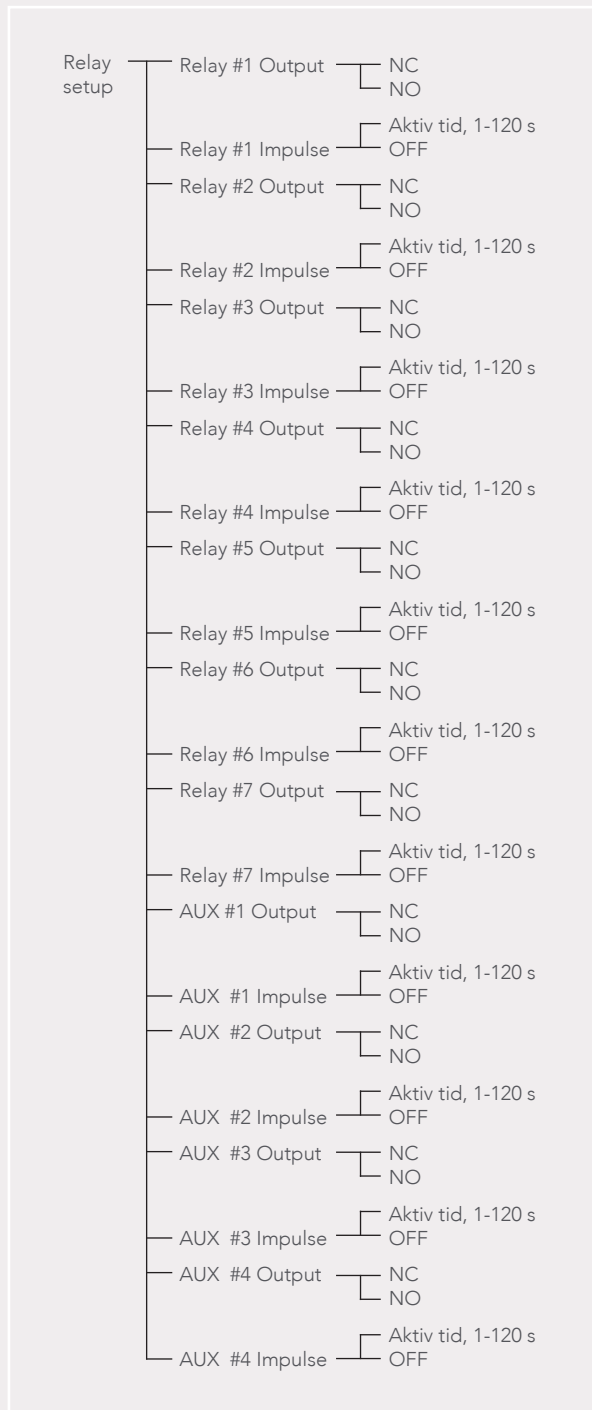 Relay setup
Relay #1 Output
NC
NO
Aktiv tid, 1-120 s
Relay #1 Impulse
OFF
Relay #2 Output
NC
NO
Aktiv tid, 1-120 s
Relay #2 Impulse
OFF
Relay #3 Output
NC
NO
Aktiv tid, 1-120 s
Relay #3 Impulse
OFF
Relay #4 Output
NC
NO
Aktiv tid, 1-120 s
Relay #4 Impulse
OFF
Relay #5 Output
NC
NO
Aktiv tid, 1-120 s
Relay #5 Impulse
OFF
Relay #6 Output
NC
NO
Aktiv tid, 1-120 s
Relay #6 Impulse
OFF
Relay #7 Output
NC
NO
Aktiv tid, 1-120 s
Relay #7 Impulse
OFF
AUX #1 Output
NC
NO
Aktiv tid, 1-120 s
AUX #1 Impulse
OFF
AUX #2 Output
NC
NO
Aktiv tid, 1-120 s
AUX #2 Impulse
OFF
AUX #3 Output
NC
NO
Aktiv tid, 1-120 s
AUX #3 Impulse
OFF
AUX #4 Output
NC
NO
Aktiv tid, 1-120 s
AUX #4 Impulse
OFF